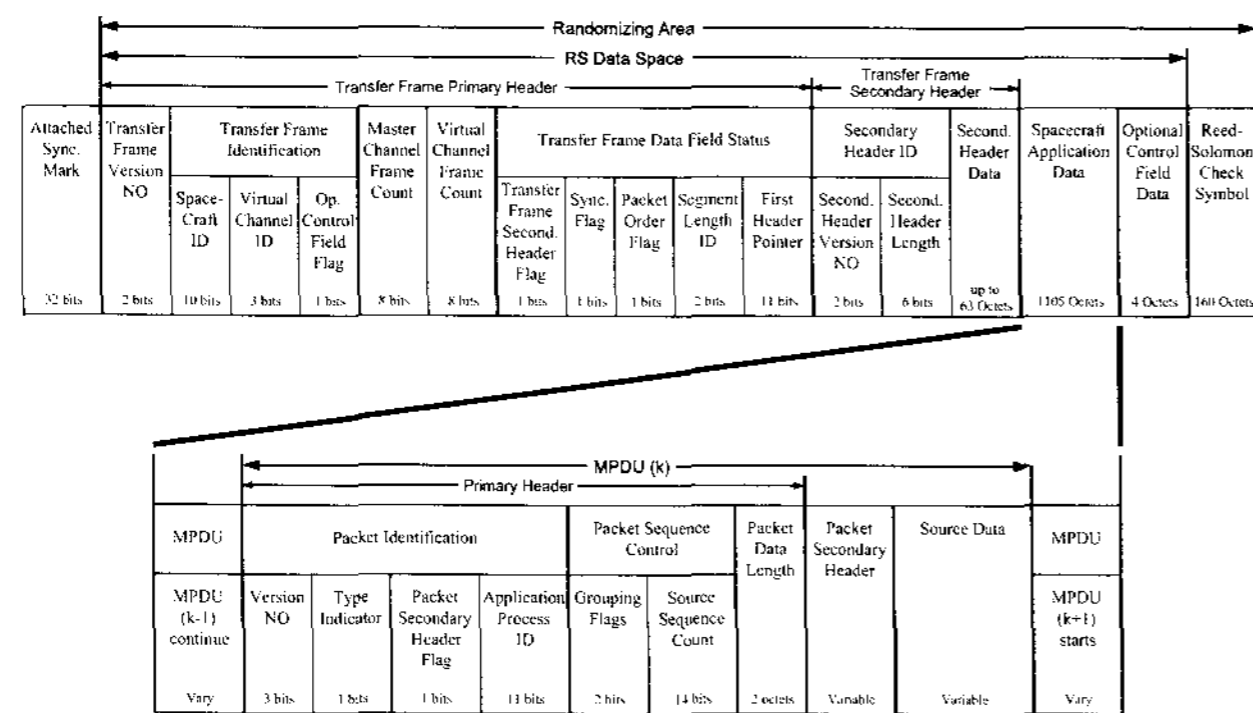 Randomizing Area
RS Data Space
Transfer Frame Primary Header
Transfer Frame
Secondary Header
Attached
Sync.
Mark
32 bits
Transfer
Frame
Version
NO
2 bits
Transfer Frame
Identification
Space-
Craft
ID
10 bits
Virtual
Channel
ID
3 bits
Op.
Control
Field
Flag
1 bits
Master
Channel
Frame
Count
8 bits
Virtual
Channel
Frame
Count
8 bits
Transfer Frame Data Field Status
Transfer
Frame
Second.
Header
Flag
1 bits
Sync.
Flag
1 bits
Packet
Order
Flag
1 bits
Segment
Length
ID
2 bits
First
Header
Pointer
11 bits
Secondary
Header ID
Second.
Header
Version
NO
2 bits
Second.
Header
Length
6 bits
Second.
Header
Data
up to
63 Octets
Spacecraft
Application
Data
1105 Octets
Optional
Control
Field
Data
4 Octets
Reed-
Solomon
Check
Symbol
160 Octets
MPDU (k)
Primary Header
MPDU
MPDU
(k-1)
continue
Vary
Packet Identification
Version
NO
3 bits
Type
Indicator
1 bits
Packet
Secondary
Header
Flag
1 bits
Application
Process
ID
11 bits
Packet Sequence
Control
Grouping
Flags
2 bits
Source
Sequence
Count
14 bits
Packet
Data
Length
2 octets
Packet
Secondary
Header
Variable
Source Data
Variable
MPDU
MPDU
(k+1)
starts
Vary